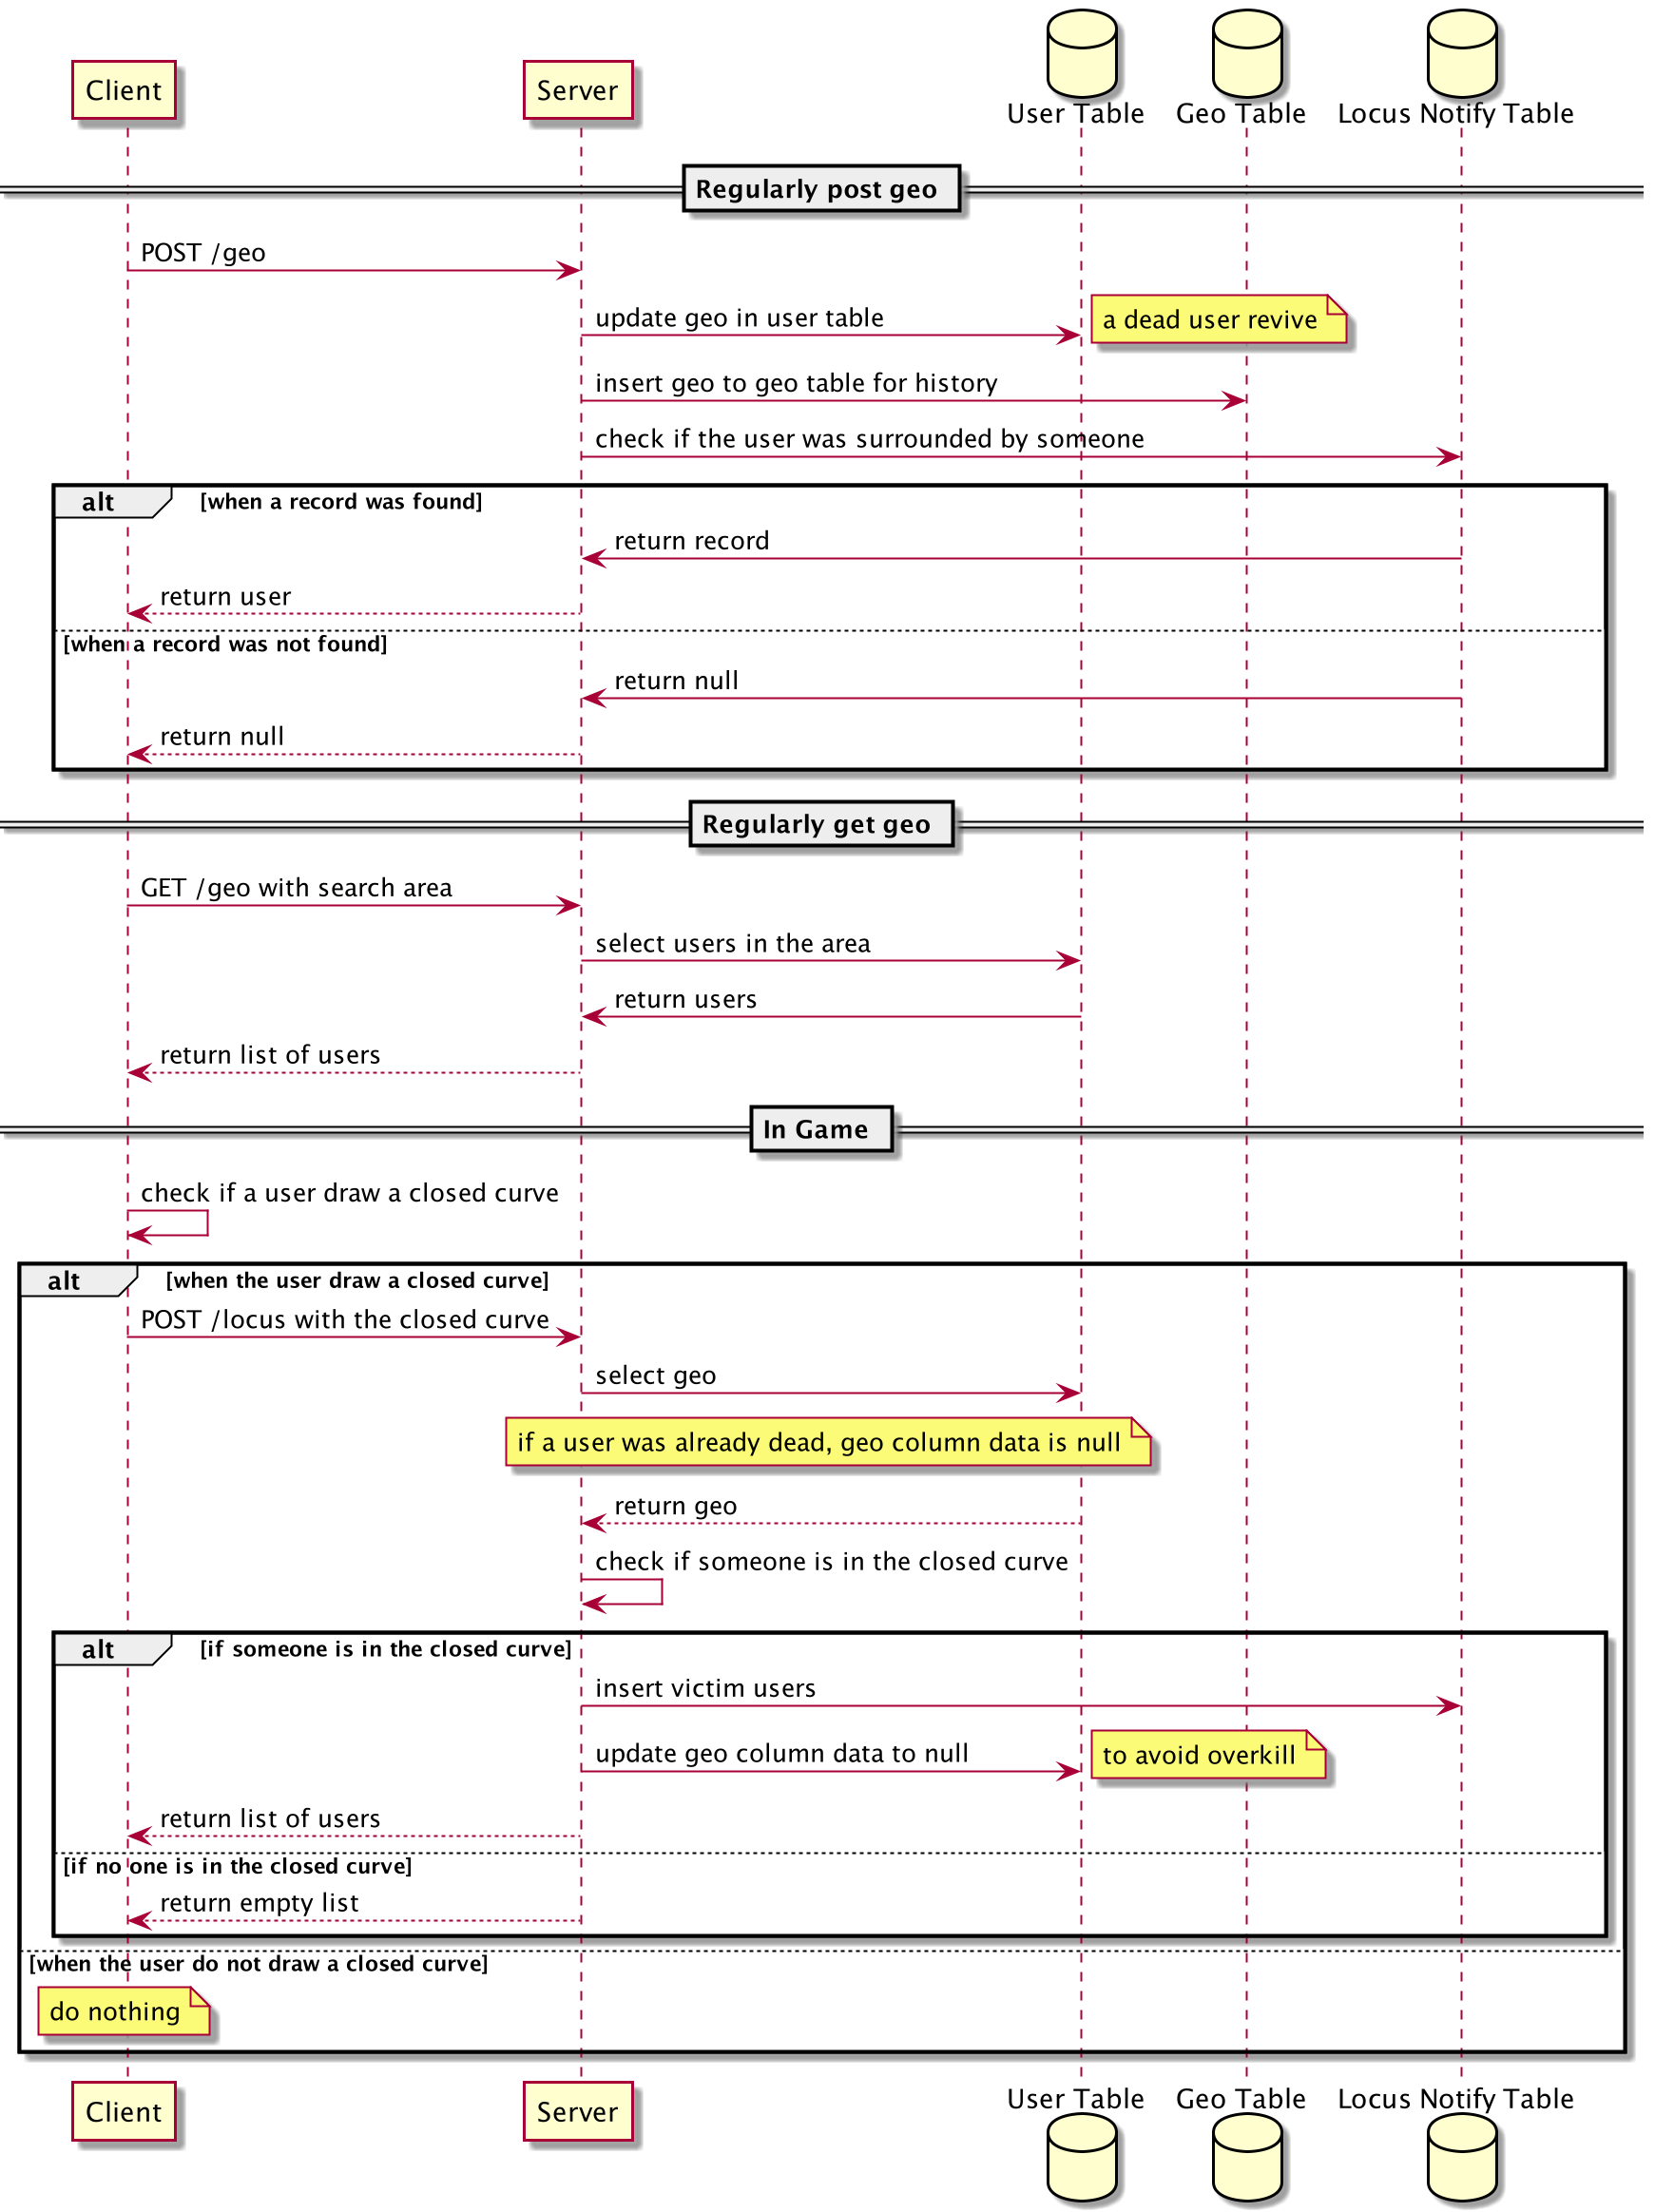 Client
Server
User Table
Geo Table
Locus Notify Table
Regularly post geo
POST /geo
update geo in user table
a dead user revive
insert geo to geo table for history
check if the user was surrounded by someone
alt
[when a record was found]
return record
return user
[when a record was not found]
return null
return null
Regularly get geo
GET /geo with search area
select users in the area
return users
return list of users
In Game
check if a user draw a closed curve
alt
[when the user draw a closed curve]
POST /locus with the closed curve
select geo
if a user was already dead, geo column data is null
return geo
check if someone is in the closed curve
alt
[if someone is in the closed curve]
insert victim users
update geo column data to null
to avoid overkill
return list of users
[if no one is in the closed curve]
return empty list
[when the user do not draw a closed curve]
do nothing
Client
Server
User Table
Geo Table
Locus Notify Table